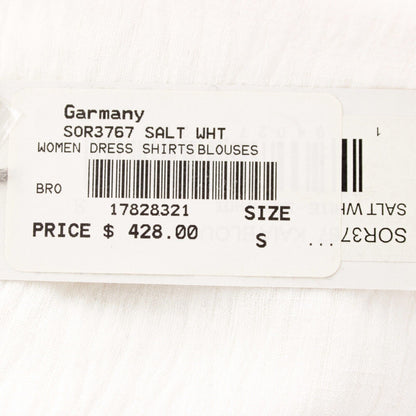 Garmany
SOR3767 SALT WHT
WOMEN DRESS SHIRTS BLOUSES
BRO
17828321 SIZE
PRICE $ 428.00 S ...
1
SALT WH
SOR37